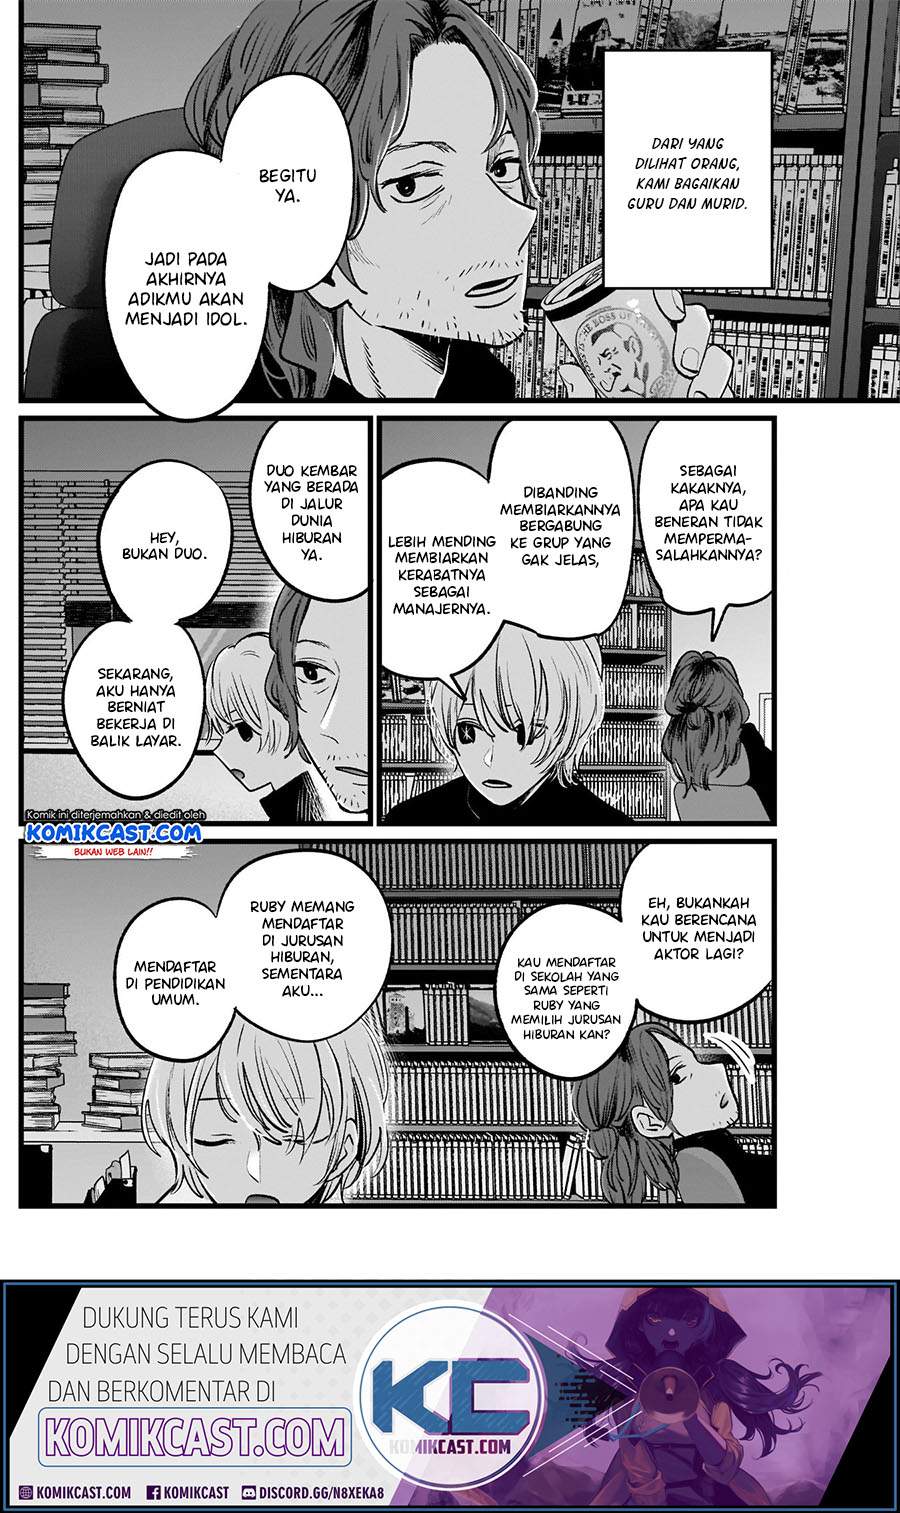 DARI YANG
DILIHAT ORANG,
KAMI BAGAIKAN
GURU DAN MURID.
BEGITU
YA.
JADI PADA
AKHIRNYA
ADIKMU AKAN
MENJADI IDOL.
SEBAGAI
KAKAKNYA,
APA KAU
BENERAN TIDAK
MEMPERMA-
SALAHKANNYA?
DIBANDING
MEMBIARKANNYA
BERGABUNG
KE GRUP YANG
GAK JELAS,
LEBIH MENDING
MEMBIARKAN
KERABATNYA
SEBAGAI
MANAJERNYA.
DUO KEMBAR
YANG BERADA
DI JALUR
DUNIA
HIBURAN
YA.
HEY,
BUKAN DUO.
SEKARANG,
AKU HANYA
BERNIAT
BEKERJA DI
BALIK LAYAR.
Komik ini diterjemahkan & diedit oleh
KOMIKCAST.COM
BUKAN WEB LAIN!!
EH, BUKANKAH
KAU BERENCANA
UNTUK MENJADI
AKTOR LAGI?
KAU MENDAFTAR
DI SEKOLAH YANG
SAMA SEPERTI
RUBY YANG
MEMILIH JURUSAN
HIBURAN KAN?
RUBY MEMANG
MENDAFTAR
DI JURUSAN
HIBURAN,
SEMENTARA
AKU...
MENDAFTAR
DI PENDIDIKAN
UMUM.
DUKUNG TERUS KAMI
DENGAN SELALU MEMBACA
DAN BERKOMENTAR DI
KOMIKCAST.COM
KC
KOMIKCAST.COM
KOMIKCAST.COM
KOMIKCAST
DISCORD.GG/N8XEKA8